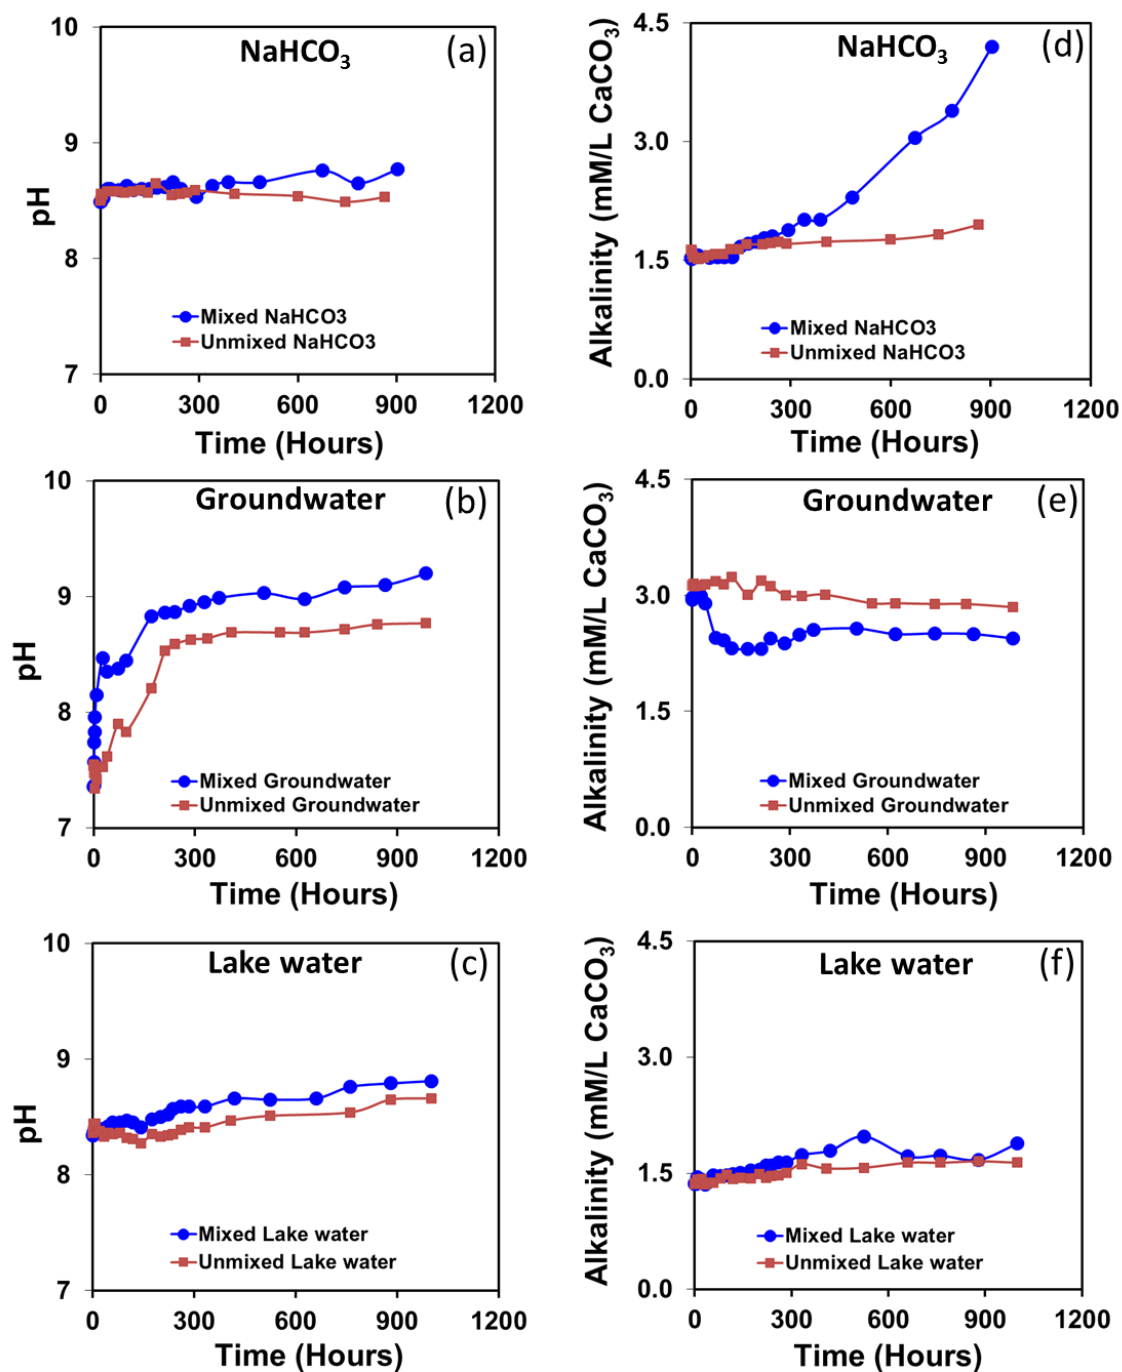 NaHCO₃
(a)
10
9
8
7
pH
Mixed NaHCO3
Unmixed NaHCO3
0 300 600 900 1200
Time (Hours)
NaHCO₃
(d)
4.5
3.0
1.5
0.0
Alkalinity (mM/L CaCO₃)
Mixed NaHCO3
Unmixed NaHCO3
0 300 600 900 1200
Time (Hours)
Groundwater
(b)
10
9
8
7
pH
Mixed Groundwater
Unmixed Groundwater
0 300 600 900 1200
Time (Hours)
Groundwater
(e)
4.5
3.0
1.5
0.0
Alkalinity (mM/L CaCO₃)
Mixed Groundwater
Unmixed Groundwater
0 300 600 900 1200
Time (Hours)
Lake water
(c)
10
9
8
7
pH
Mixed Lake water
Unmixed Lake water
0 300 600 900 1200
Time (Hours)
Lake water
(f)
4.5
3.0
1.5
0.0
Alkalinity (mM/L CaCO₃)
Mixed Lake water
Unmixed Lake water
0 300 600 900 1200
Time (Hours)